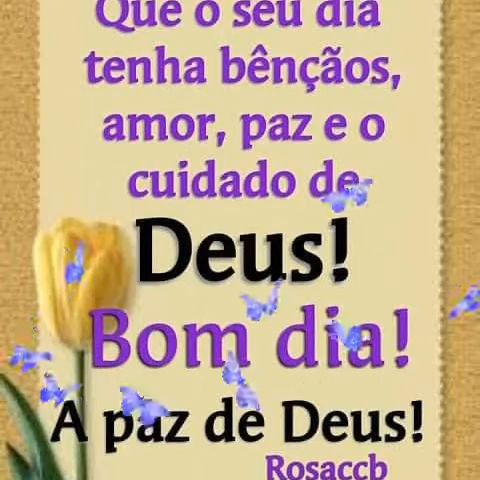 Que o seu dia
tenha bênçãos,
amor, paz e o
cuidado de
Deus!
Bom dia!
A paz de Deus!
Rosaccb